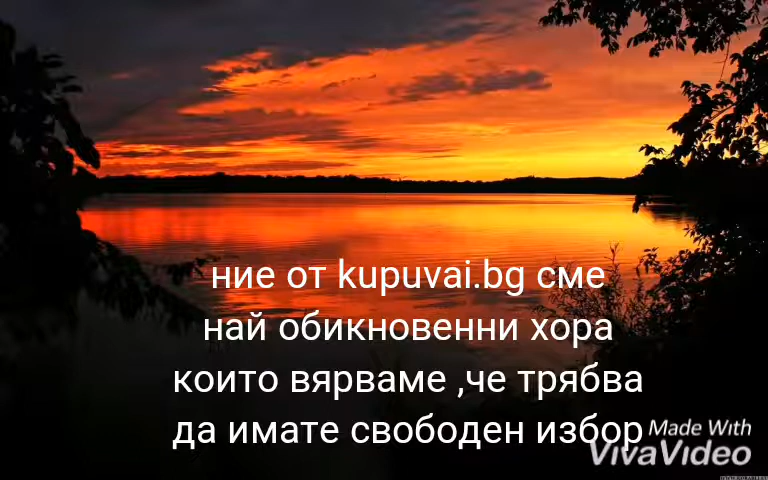 ние от kupuvai.bg сме
най обикновенни хора
които вярваме ,че трябва
да имате свободен избор
Made With
VivaVideo